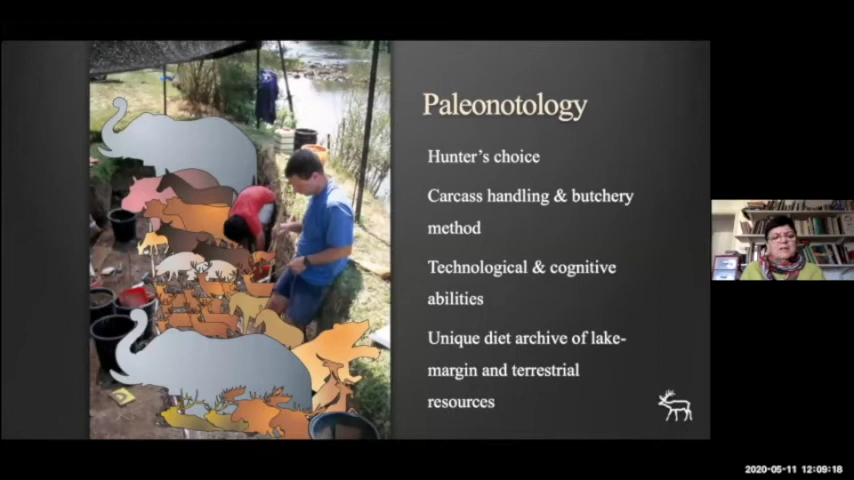 Paleonotology
Hunter's choice
Carcass handling & butchery
method
Technological & cognitive
abilities
Unique diet archive of lake-
margin and terrestrial
resources
2020-05-11 12:09:18